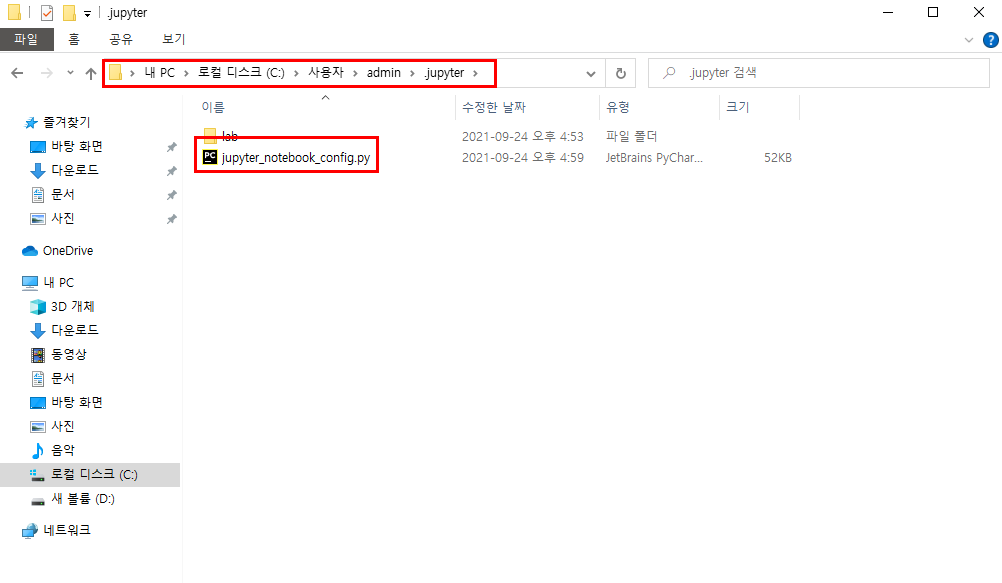 .jupyter
파일 홈 공유 보기
내 PC 로컬 디스크 (C:) 사용자 admin .jupyter .jupyter 검색
이름 수정한 날짜 유형 크기
lab 2021-09-24 오후 4:53 파일 폴더
PC jupyter_notebook_config.py 2021-09-24 오후 4:59 JetBrains PyChar... 52KB
즐겨찾기
바탕 화면
다운로드
문서
사진
OneDrive
내 PC
3D 개체
다운로드
동영상
문서
바탕 화면
사진
음악
로컬 디스크 (C:)
새 볼륨 (D:)
네트워크